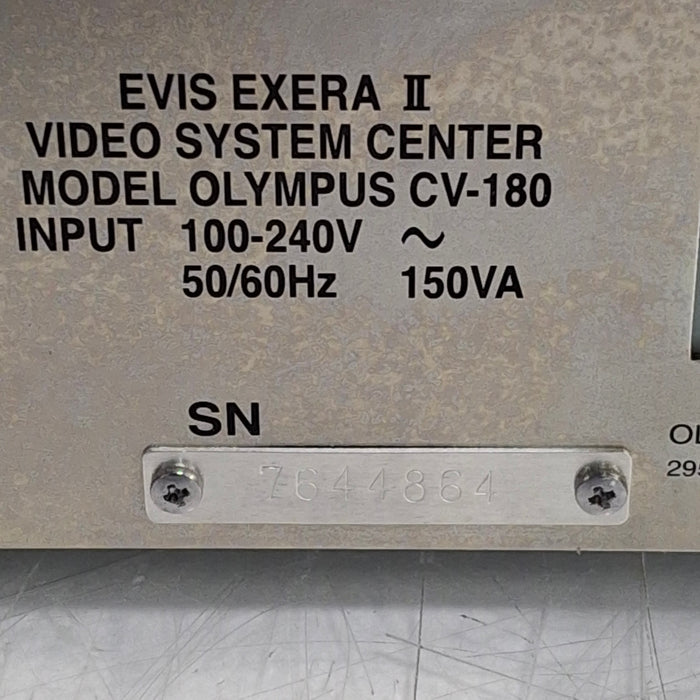 EVIS EXERA II
VIDEO SYSTEM CENTER
MODEL OLYMPUS CV-180
INPUT 100-240V ~
50/60Hz 150VA
SN
7644864